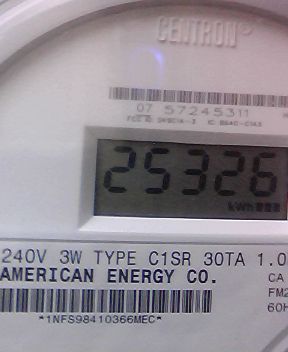 CENTRON®
07 57245311
25326
kWh
240V 3W TYPE C1SR 30TA 1.0
AMERICAN ENERGY CO.
CA
FM2
60H
*1NFS98410366MEC*